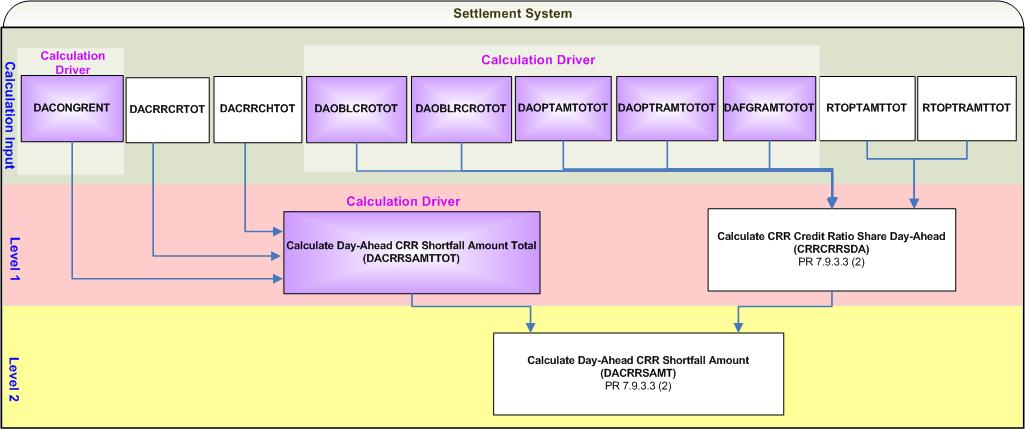 Settlement System
Calculation Input
Calculation
Driver
Calculation Driver
DACONGRENT
DACRRCRTOT
DACRRCHTOT
DAOBLCROTOT
DAOBLRCROTOT
DAOPTAMTOTOT
DAOPTRAMTOTOT
DAFGRAMTOTOT
RTOPTAMTTOT
RTOPTRAMTTOT
Level 1
Calculation Driver
Calculate Day-Ahead CRR Shortfall Amount Total
(DACRRSAMTTOT)
Calculate CRR Credit Ratio Share Day-Ahead
(CRRCRRSDA)
PR 7.9.3.3 (2)
Level 2
Calculate Day-Ahead CRR Shortfall Amount
(DACRRSAMT)
PR 7.9.3.3 (2)